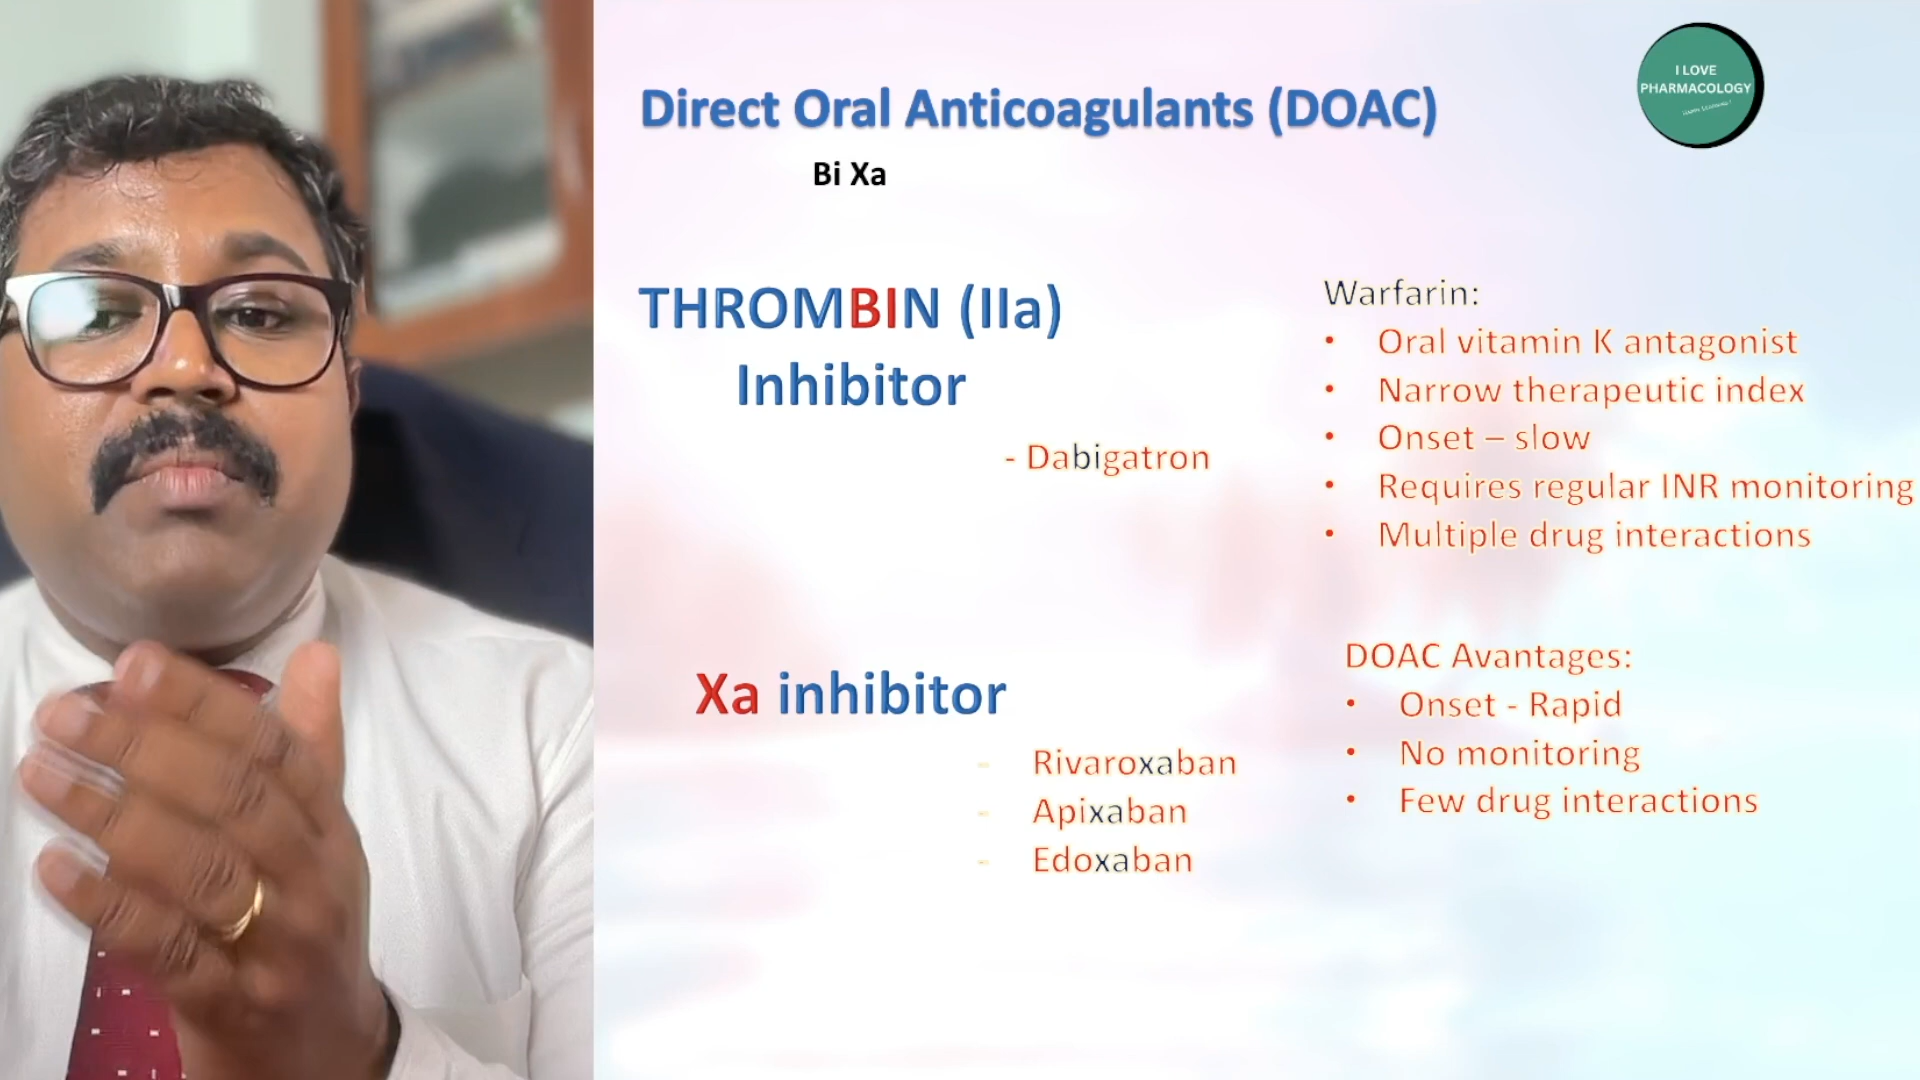 Direct Oral Anticoagulants (DOAC)
Bi Xa
I LOVE
PHARMACOLOGY
THROMBIN (IIa)
Inhibitor
- Dabigatron
Xa inhibitor
- Rivaroxaban
- Apixaban
- Edoxaban
Warfarin:
• Oral vitamin K antagonist
• Narrow therapeutic index
• Onset – slow
• Requires regular INR monitoring
• Multiple drug interactions
DOAC Avantages:
• Onset - Rapid
• No monitoring
• Few drug interactions